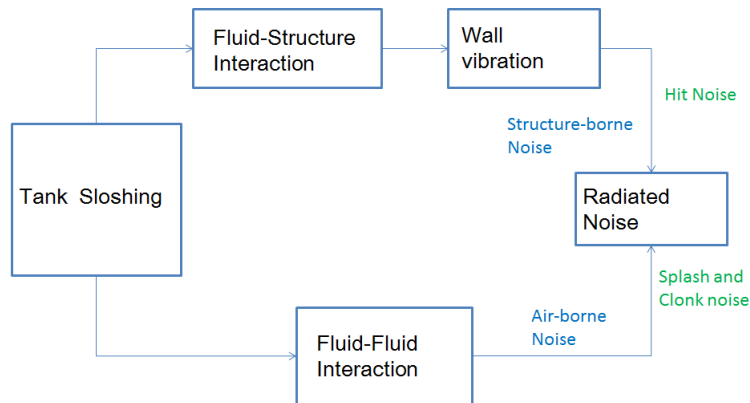 Fluid-Structure
Interaction
Wall
vibration
Hit Noise
Structure-borne
Noise
Tank Sloshing
Radiated
Noise
Splash and
Clonk noise
Air-borne
Noise
Fluid-Fluid
Interaction